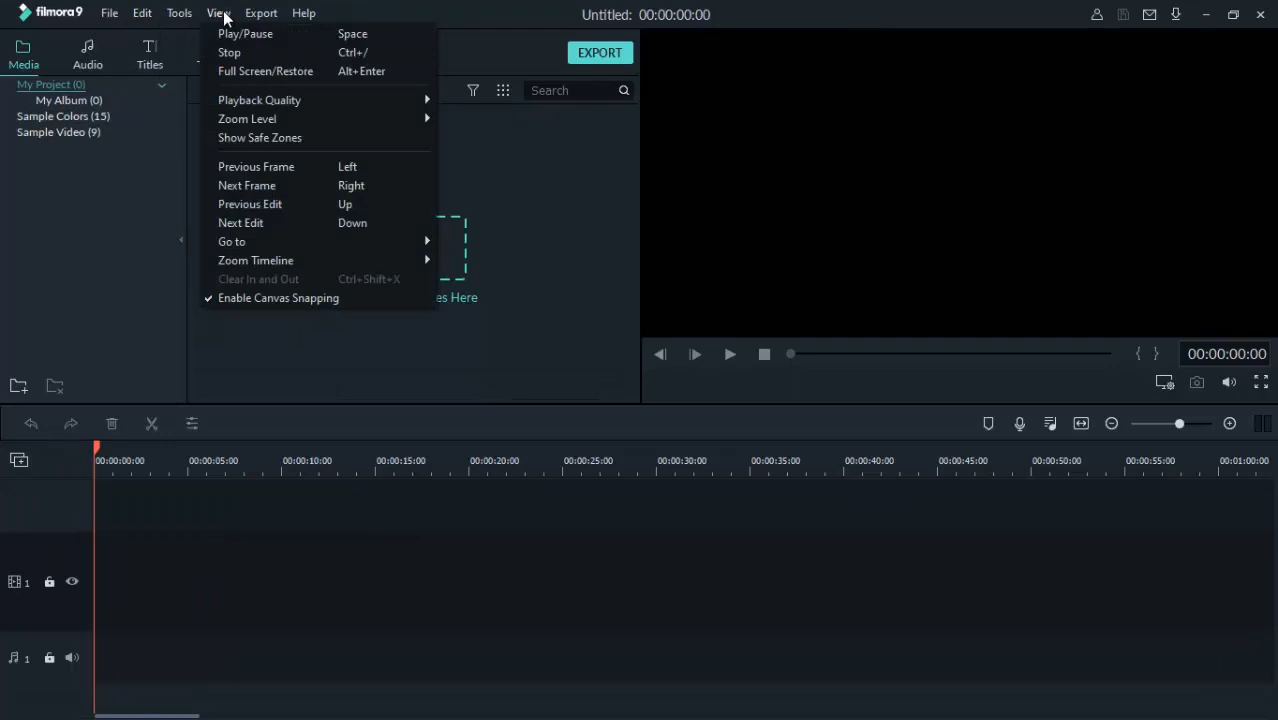 filmora 9 File Edit Tools View Export Help Untitled: 00:00:00:00
Media Audio Titles EXPORT
My Project (0)
My Album (0)
Sample Colors (15)
Sample Video (9)
Play/Pause Space
Stop Ctrl+/
Full Screen/Restore Alt+Enter
Playback Quality
Zoom Level
Show Safe Zones
Previous Frame Left
Next Frame Right
Previous Edit Up
Next Edit Down
Go to
Zoom Timeline
Clear In and Out Ctrl+Shift+X
Enable Canvas Snapping
Search
Here
00:00:00:00
00:00:00:00 00:00:05:00 00:00:10:00 00:00:15:00 00:00:20:00 00:00:25:00 00:00:30:00 00:00:35:00 00:00:40:00 00:00:45:00 00:00:50:00 00:00:55:00 00:01:00:00
1
1